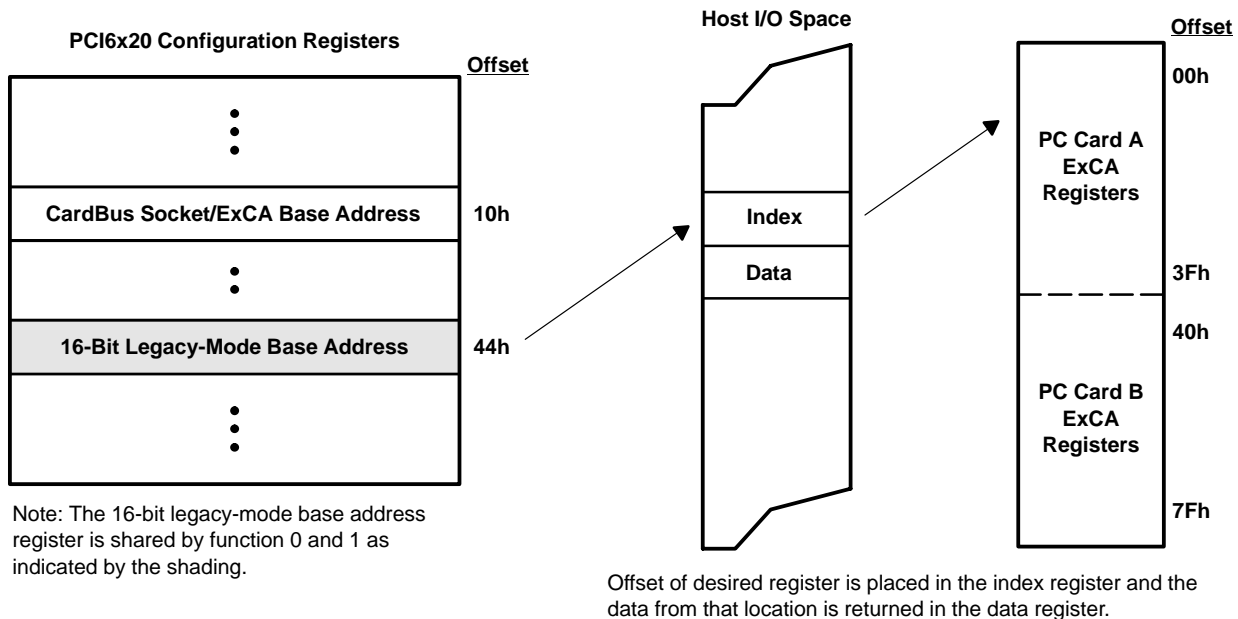 PCI6x20 Configuration Registers
Offset
CardBus Socket/ExCA Base Address
10h
16-Bit Legacy-Mode Base Address
44h
Note: The 16-bit legacy-mode base address
register is shared by function 0 and 1 as
indicated by the shading.
Host I/O Space
Index
Data
Offset
00h
PC Card A
ExCA
Registers
3Fh
40h
PC Card B
ExCA
Registers
7Fh
Offset of desired register is placed in the index register and the
data from that location is returned in the data register.